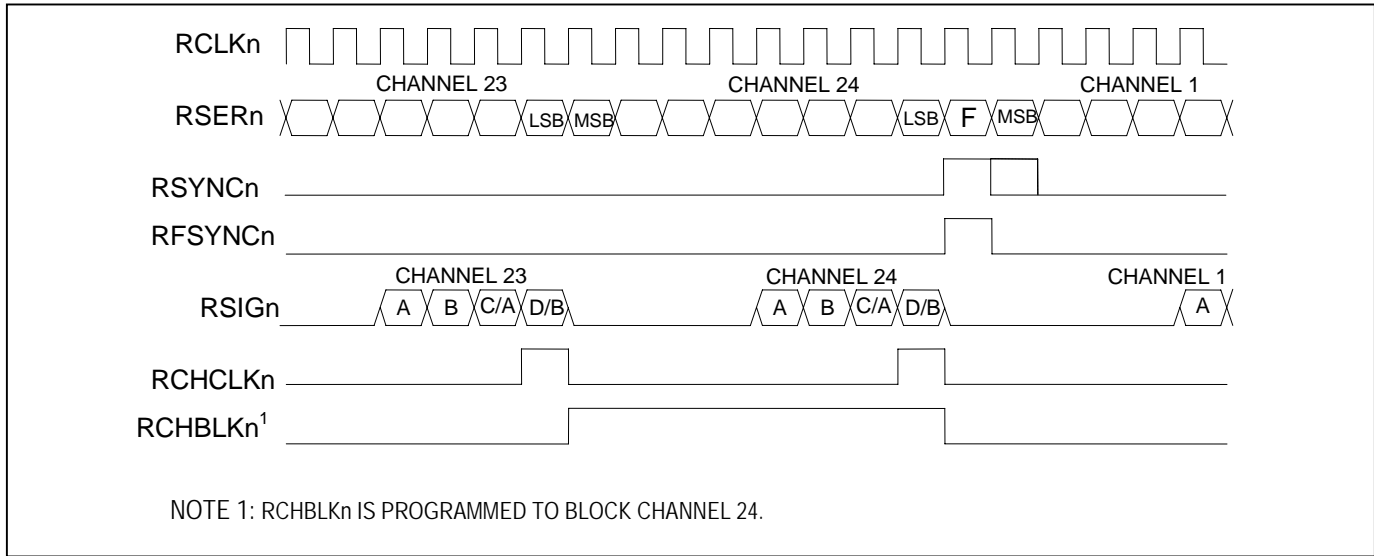 RCLKn
CHANNEL 23 CHANNEL 24 CHANNEL 1
RSERn LSB MSB LSB F MSB
RSYNCn
RFSYNCn
CHANNEL 23 CHANNEL 24 CHANNEL 1
RSIGn A B C/A D/B A B C/A D/B A
RCHCLKn
RCHBLKn1
NOTE 1: RCHBLKn IS PROGRAMMED TO BLOCK CHANNEL 24.